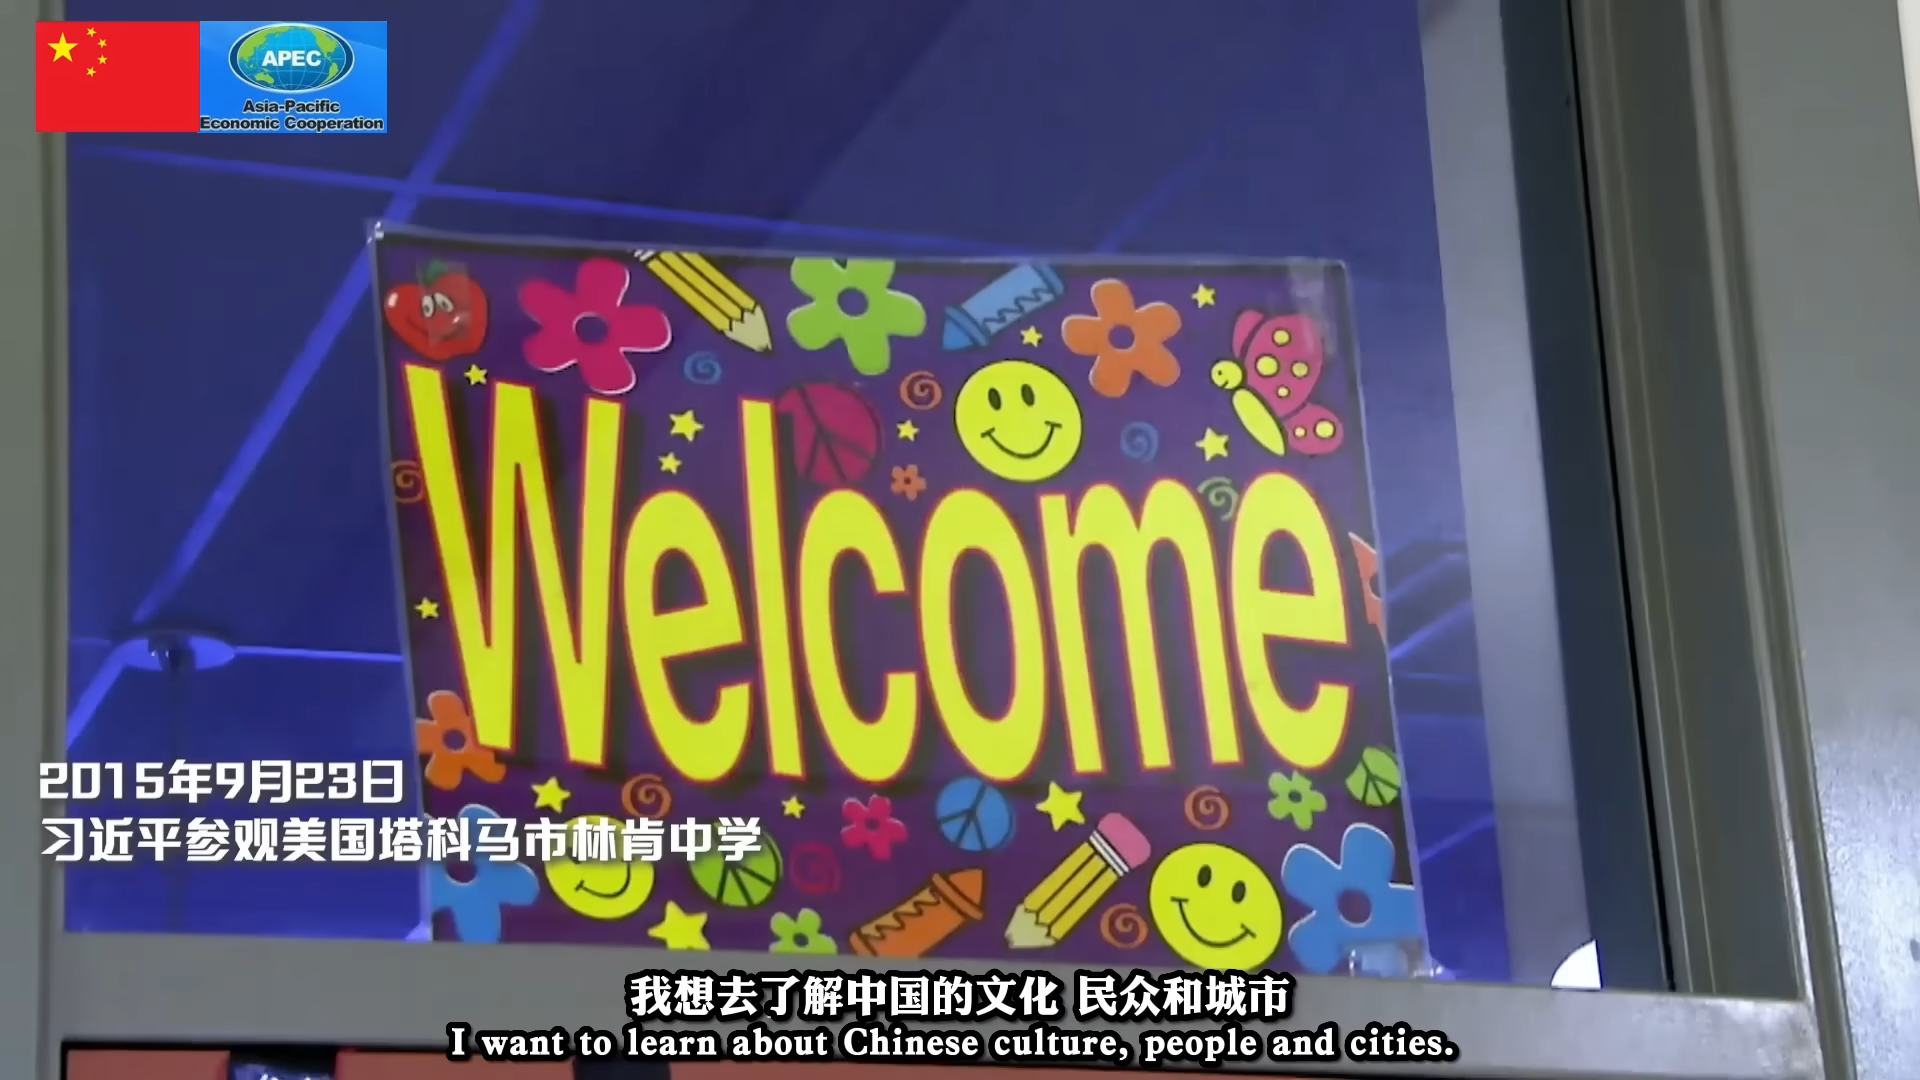 APEC
Asia-Pacific
Economic Cooperation
Welcome
2015年9月23日
习近平参观美国塔科马市林肯中学
我想去了解中国的文化 民众和城市
I want to learn about Chinese culture, people and cities.